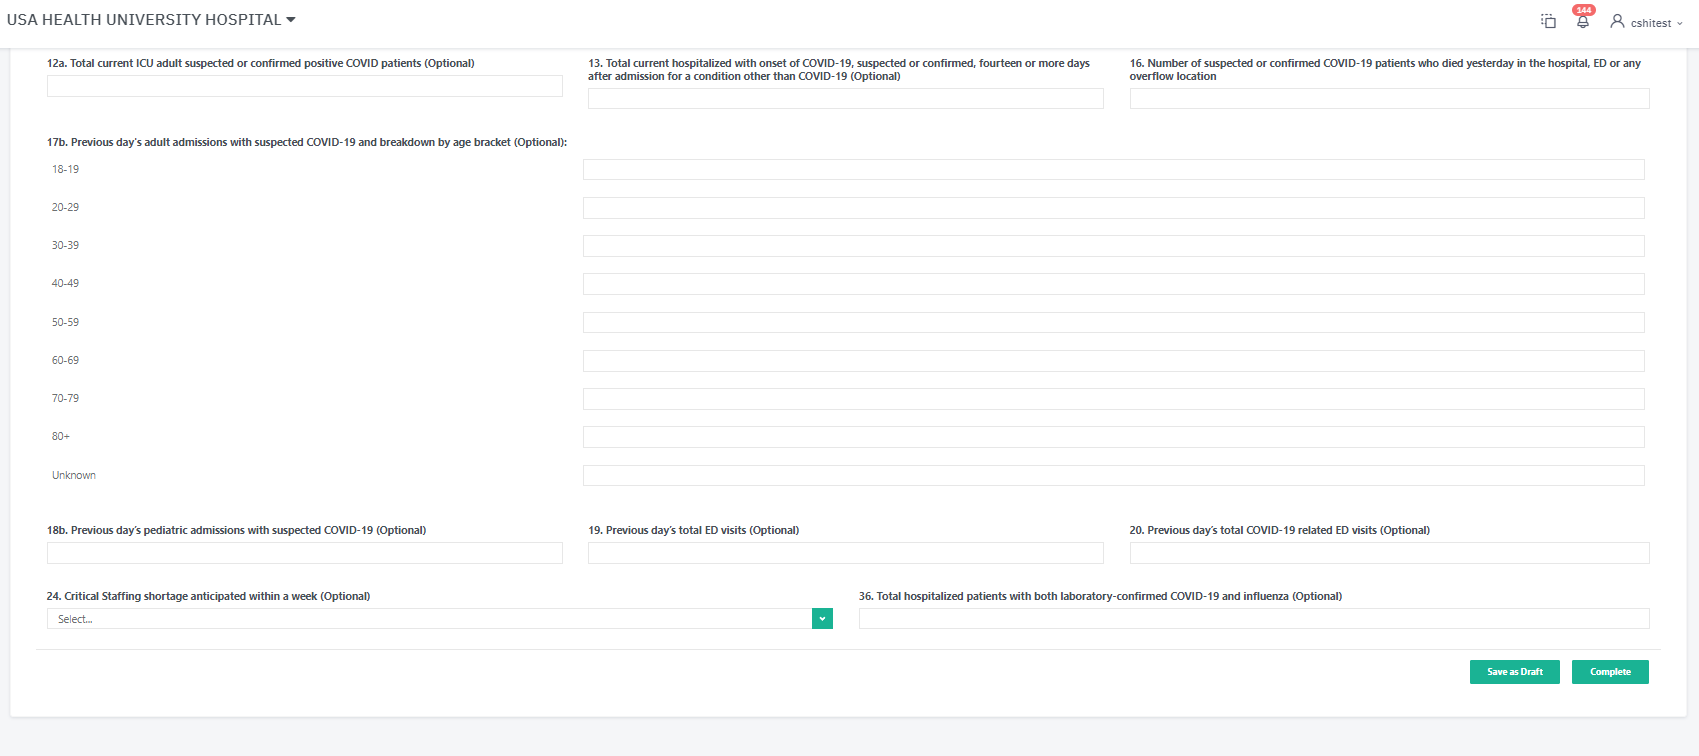 USA HEALTH UNIVERSITY HOSPITAL
144
cshitest
12a. Total current ICU adult suspected or confirmed positive COVID patients (Optional)
13. Total current hospitalized with onset of COVID-19, suspected or confirmed, fourteen or more days
after admission for a condition other than COVID-19 (Optional)
16. Number of suspected or confirmed COVID-19 patients who died yesterday in the hospital, ED or any
overflow location
17b. Previous day's adult admissions with suspected COVID-19 and breakdown by age bracket (Optional):
18-19
20-29
30-39
40-49
50-59
60-69
70-79
80+
Unknown
18b. Previous day's pediatric admissions with suspected COVID-19 (Optional)
19. Previous day's total ED visits (Optional)
20. Previous day's total COVID-19 related ED visits (Optional)
24. Critical Staffing shortage anticipated within a week (Optional)
Select...
36. Total hospitalized patients with both laboratory-confirmed COVID-19 and influenza (Optional)
Save as Draft
Complete